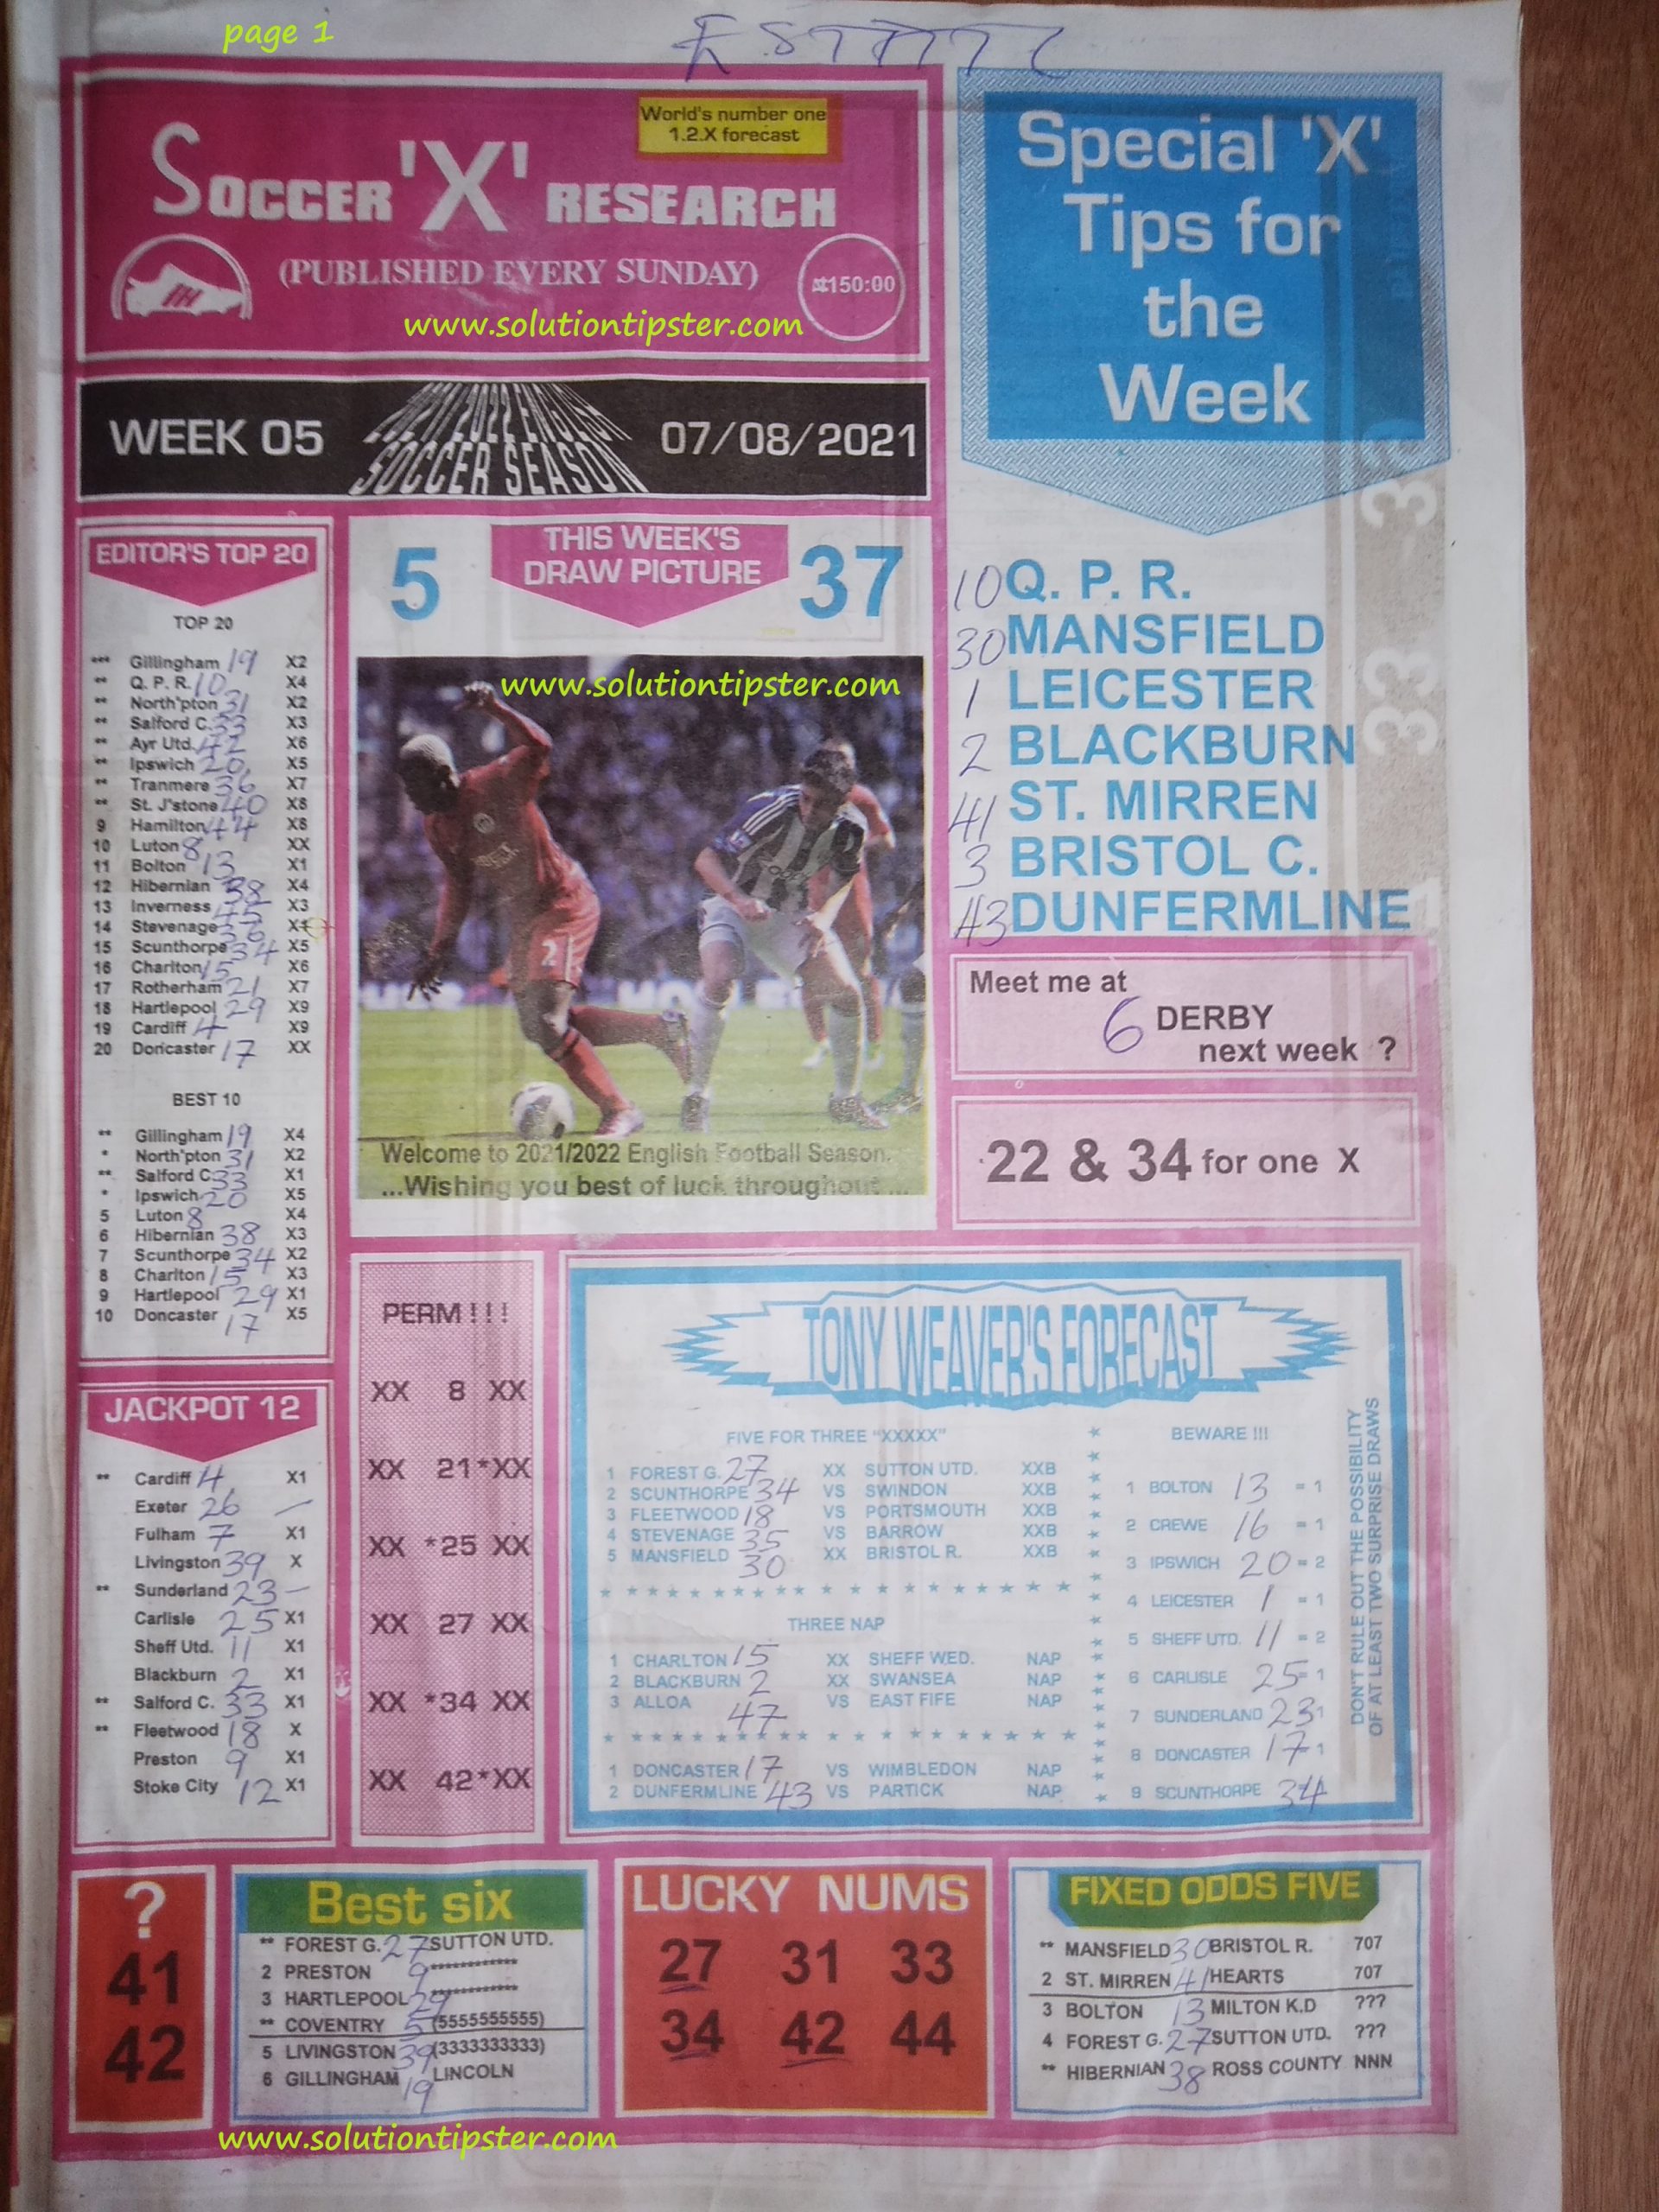 page 1
World's number one
1.2.X forecast
SOCCER 'X' RESEARCH
(PUBLISHED EVERY SUNDAY)
₦150:00
www.solutiontipster.com
WEEK 05
2021/2022 ENGLISH
SOCCER SEASON
07/08/2021
Special 'X'
Tips for
the
Week
10 Q. P. R.
30 MANSFIELD
1 LEICESTER
2 BLACKBURN
41 ST. MIRREN
3 BRISTOL C.
43 DUNFERMLINE
Meet me at
6 DERBY
next week ?
22 & 34 for one X
EDITOR'S TOP 20
TOP 20
*** Gillingham 19 X2
** Q. P. R. 10 X4
** North'pton 31 X2
** Salford C. 33 X3
** Ayr Utd. 42 X6
** Ipswich 20 X5
** Tranmere 36 X7
** St. J'stone 40 X8
9 Hamilton 44 X8
10 Luton 8 XX
11 Bolton 13 X1
12 Hibernian 38 X4
13 Inverness 45 X3
14 Stevenage X1
15 Scunthorpe 34 X5
16 Charlton 15 X6
17 Rotherham 21 X7
18 Hartlepool 29 X9
19 Cardiff 4 X9
20 Doncaster 17 XX
BEST 10
** Gillingham 19 X4
* North'pton 31 X2
** Salford C. 33 X1
* Ipswich 20 X5
5 Luton 8 X4
6 Hibernian 38 X3
7 Scunthorpe 34 X2
8 Charlton 15 X3
9 Hartlepool 29 X1
10 Doncaster 17 X5
5
THIS WEEK'S
DRAW PICTURE
37
www.solutiontipster.com
2
Welcome to 2021/2022 English Football Season.
...Wishing you best of luck throughout ...
JACKPOT 12
** Cardiff 4 X1
Exeter 26 –
Fulham 7 X1
Livingston 39 X
** Sunderland 23 –
Carlisle 25 X1
Sheff Utd. 11 X1
Blackburn 2 X1
** Salford C. 33 X1
** Fleetwood 18 X
Preston 9 X1
Stoke City 12 X1
PERM ! ! !
XX 8 XX
XX 21*XX
XX *25 XX
XX 27 XX
XX *34 XX
XX 42*XX
TONY WEAVER'S FORECAST
FIVE FOR THREE "XXXXX"
1 FOREST G. 27 XX SUTTON UTD. XXB
2 SCUNTHORPE 34 VS SWINDON XXB
3 FLEETWOOD 18 VS PORTSMOUTH XXB
4 STEVENAGE 35 VS BARROW XXB
5 MANSFIELD 30 XX BRISTOL R. XXB
THREE NAP
1 CHARLTON 15 XX SHEFF WED. NAP
2 BLACKBURN 2 XX SWANSEA NAP
3 ALLOA 47 VS EAST FIFE NAP
1 DONCASTER 17 VS WIMBLEDON NAP
2 DUNFERMLINE 43 VS PARTICK NAP
BEWARE !!!
1 BOLTON 13 = 1
2 CREWE 16 = 1
3 IPSWICH 20 = 2
4 LEICESTER 1 = 1
5 SHEFF UTD. 11 = 2
6 CARLISLE 25 = 1
7 SUNDERLAND 23 1
8 DONCASTER 17 1
9 SCUNTHORPE 34
DON'T RULE OUT THE POSSIBILITY
OF AT LEAST TWO SURPRISE DRAWS
?
41
42
Best six
** FOREST G. 27 SUTTON UTD.
2 PRESTON 9 ************
3 HARTLEPOOL 29 ************
** COVENTRY 5 (5555555555)
5 LIVINGSTON 39 (3333333333)
6 GILLINGHAM 19 LINCOLN
LUCKY NUMS
27 31 33
34 42 44
FIXED ODDS FIVE
** MANSFIELD 30 BRISTOL R. 707
2 ST. MIRREN 41 HEARTS 707
3 BOLTON 13 MILTON K.D ???
4 FOREST G. 27 SUTTON UTD. ???
** HIBERNIAN 38 ROSS COUNTY NNN
www.solutiontipster.com